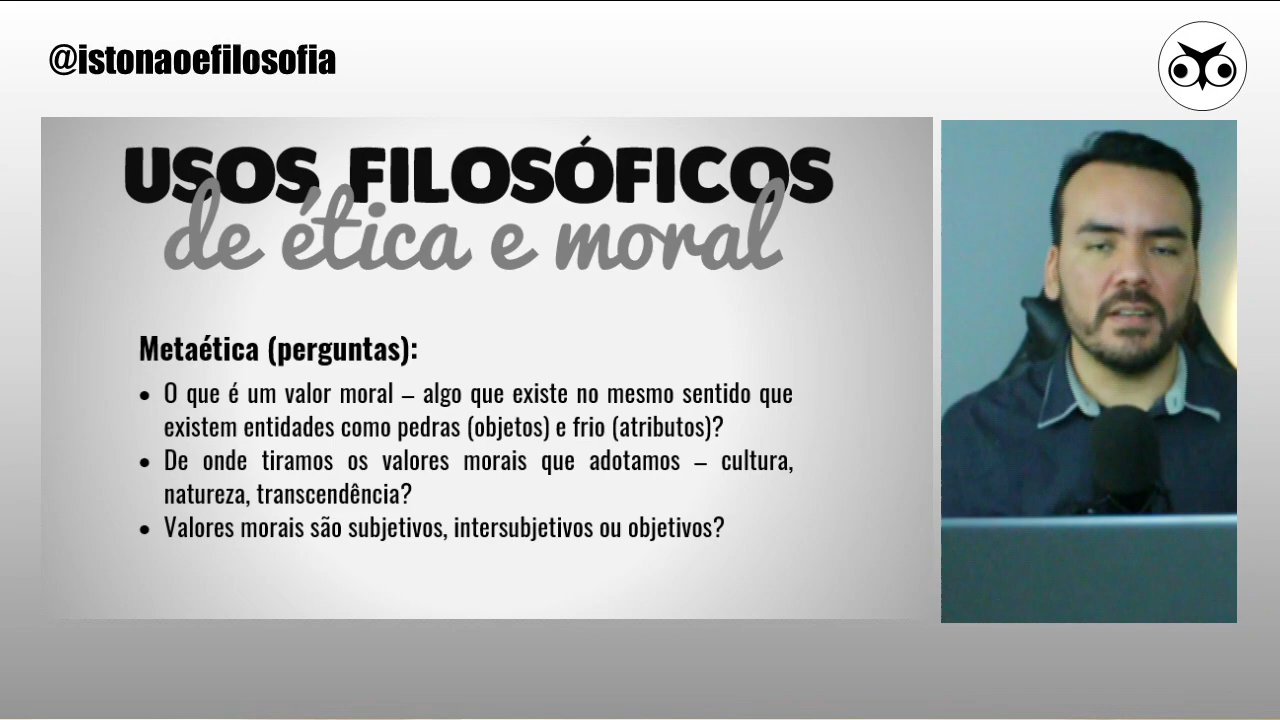 @istonaoefilosofia
USOS FILOSÓFICOS
de ética e moral
Metaética (perguntas):
• O que é um valor moral – algo que existe no mesmo sentido que
existem entidades como pedras (objetos) e frio (atributos)?
• De onde tiramos os valores morais que adotamos – cultura,
natureza, transcendência?
• Valores morais são subjetivos, intersubjetivos ou objetivos?